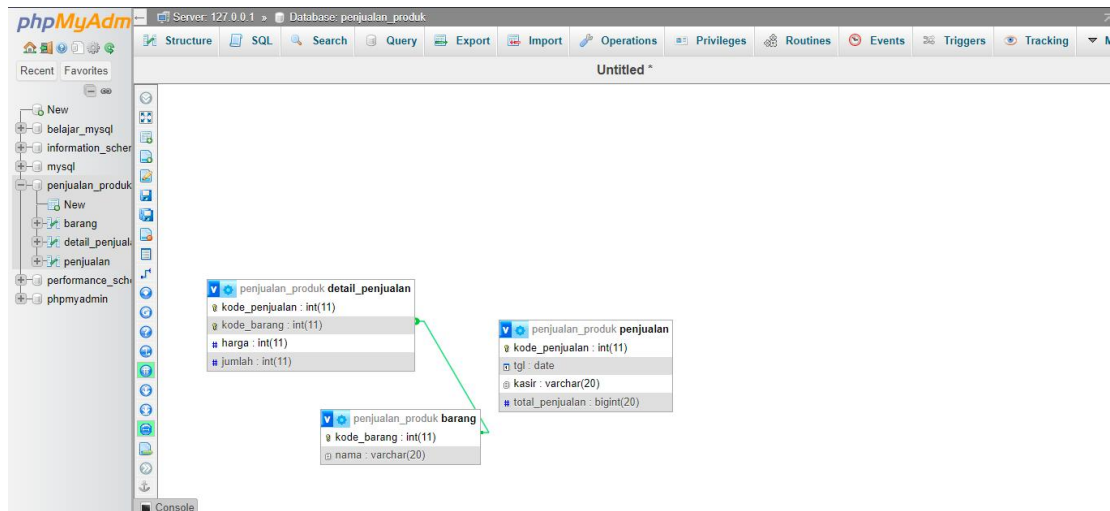 phpMyAdm
Server: 127.0.0.1 » Database: penjualan_produk
Structure SQL Search Query Export Import Operations Privileges Routines Events Triggers Tracking M
Recent Favorites
Untitled *
New
belajar_mysql
information_scher
mysql
penjualan_produk
New
barang
detail_penjuala
penjualan
performance_sch
phpmyadmin
penjualan_produk detail_penjualan
kode_penjualan : int(11)
kode_barang : int(11)
# harga : int(11)
# jumlah : int(11)
penjualan_produk penjualan
kode_penjualan : int(11)
tgl : date
kasir : varchar(20)
# total_penjualan : bigint(20)
penjualan_produk barang
kode_barang : int(11)
nama : varchar(20)
Console